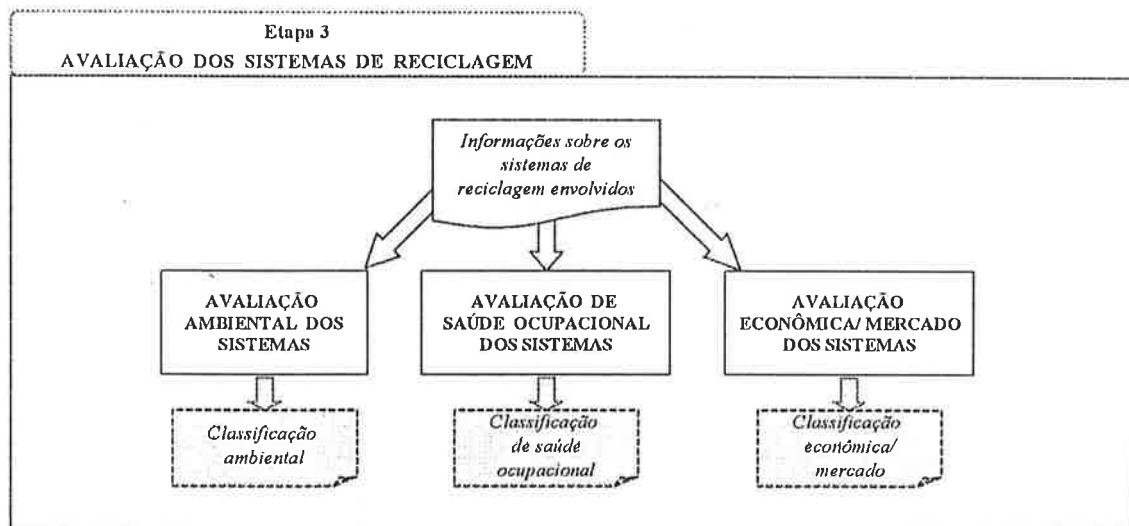 Etapa 3
AVALIAÇÃO DOS SISTEMAS DE RECICLAGEM
Informações sobre os
sistemas de
reciclagem envolvidos
AVALIAÇÃO
AMBIENTAL DOS
SISTEMAS
AVALIAÇÃO DE
SAÚDE OCUPACIONAL
DOS SISTEMAS
AVALIAÇÃO
ECONÔMICA/ MERCADO
DOS SISTEMAS
Classificação
ambiental
Classificação
de saúde
ocupacional
Classificação
econômica/
mercado